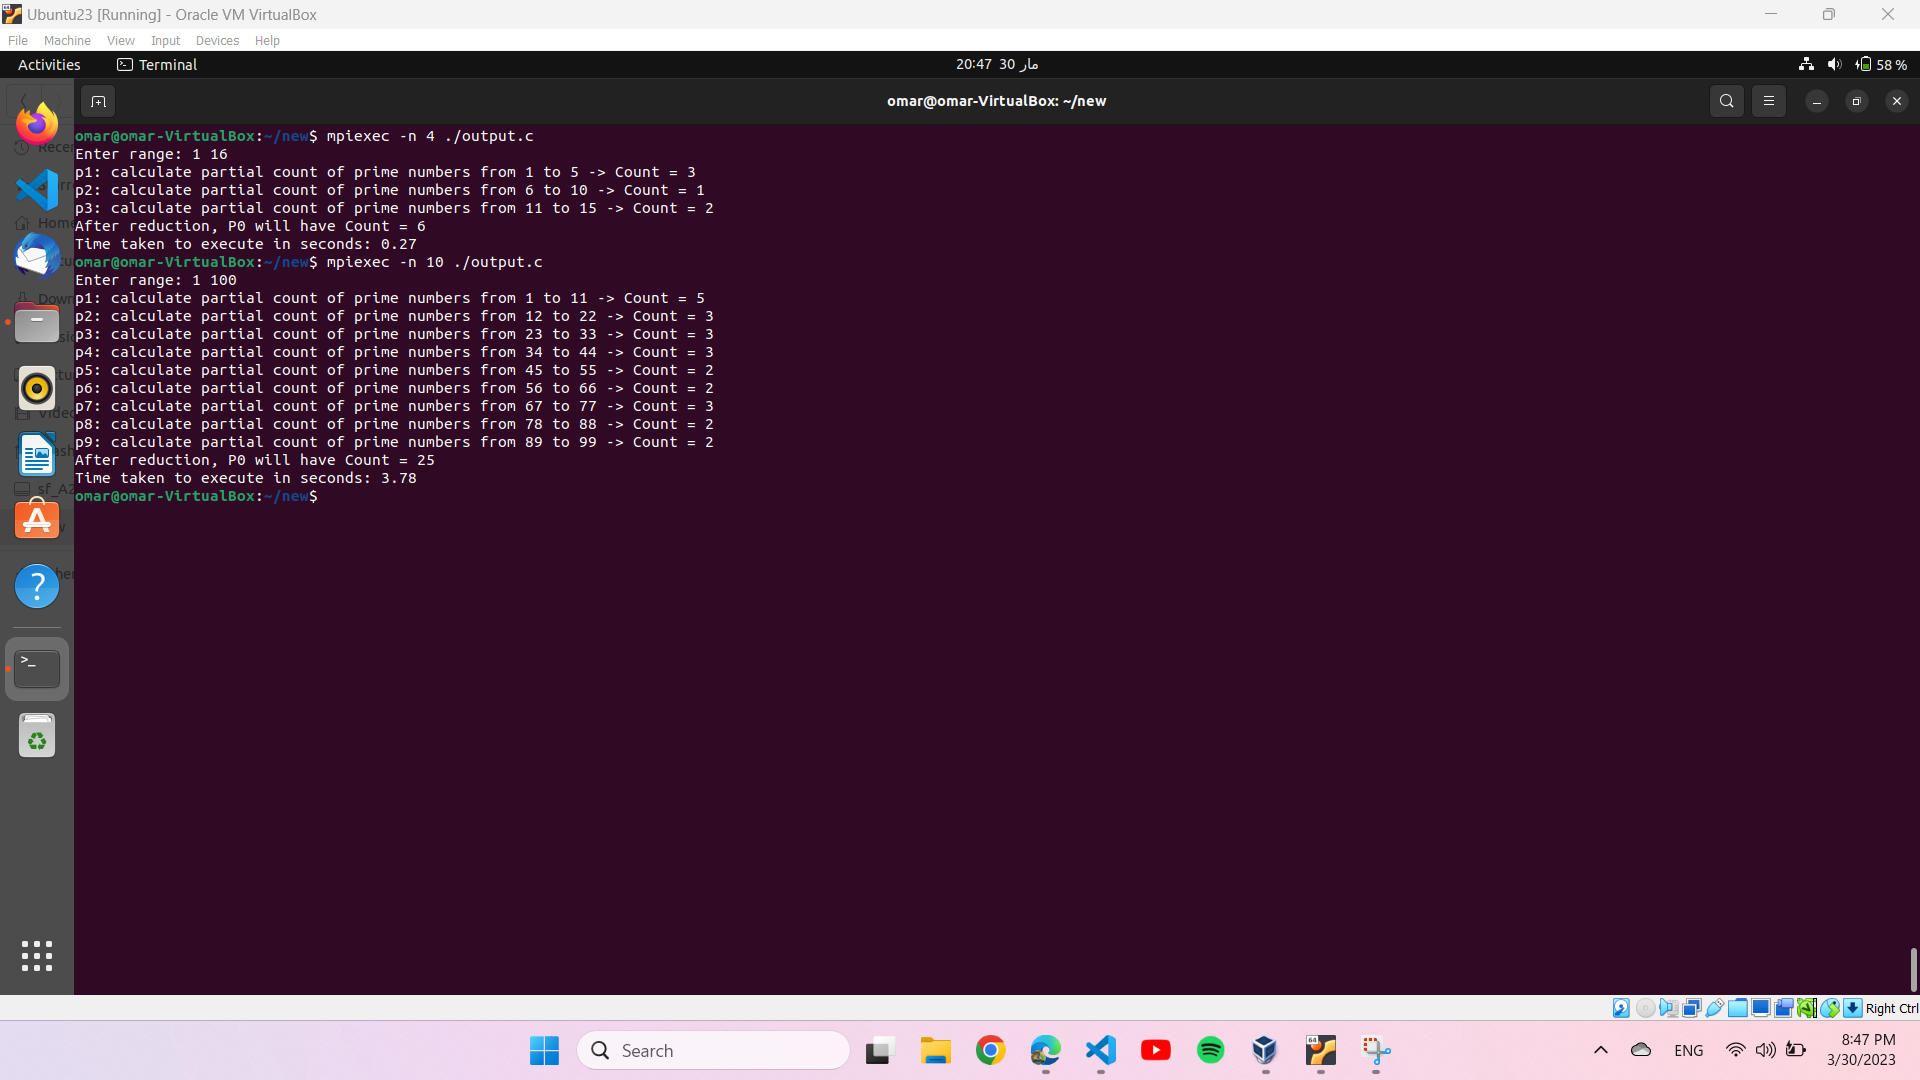 Ubuntu23 [Running] - Oracle VM VirtualBox
File Machine View Input Devices Help
Activities Terminal 20:47 30 مار 58 %
omar@omar-VirtualBox: ~/new
omar@omar-VirtualBox:~/new$ mpiexec -n 4 ./output.c
Enter range: 1 16
p1: calculate partial count of prime numbers from 1 to 5 -> Count = 3
p2: calculate partial count of prime numbers from 6 to 10 -> Count = 1
p3: calculate partial count of prime numbers from 11 to 15 -> Count = 2
After reduction, P0 will have Count = 6
Time taken to execute in seconds: 0.27
omar@omar-VirtualBox:~/new$ mpiexec -n 10 ./output.c
Enter range: 1 100
p1: calculate partial count of prime numbers from 1 to 11 -> Count = 5
p2: calculate partial count of prime numbers from 12 to 22 -> Count = 3
p3: calculate partial count of prime numbers from 23 to 33 -> Count = 3
p4: calculate partial count of prime numbers from 34 to 44 -> Count = 3
p5: calculate partial count of prime numbers from 45 to 55 -> Count = 2
p6: calculate partial count of prime numbers from 56 to 66 -> Count = 2
p7: calculate partial count of prime numbers from 67 to 77 -> Count = 3
p8: calculate partial count of prime numbers from 78 to 88 -> Count = 2
p9: calculate partial count of prime numbers from 89 to 99 -> Count = 2
After reduction, P0 will have Count = 25
Time taken to execute in seconds: 3.78
omar@omar-VirtualBox:~/new$
Right Ctrl
Search
ENG
8:47 PM
3/30/2023